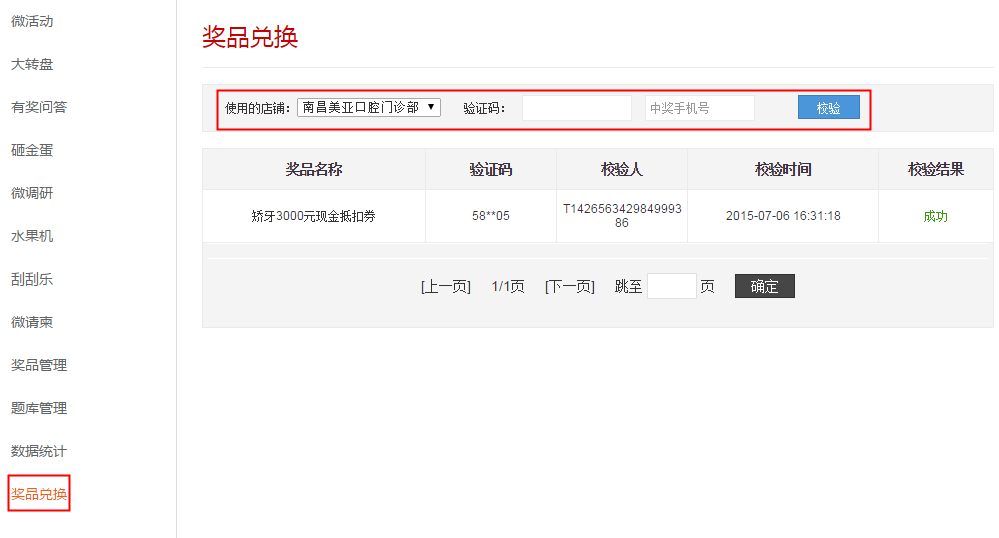 微活动
大转盘
有奖问答
砸金蛋
微调研
水果机
刮刮乐
微请柬
奖品管理
题库管理
数据统计
奖品兑换
奖品兑换
使用的店铺: 南昌美亚口腔门诊部 ▼ 验证码: 中奖手机号 校验
奖品名称 验证码 校验人 校验时间 校验结果
矫牙3000元现金抵扣券 58**05 T1426563429849993 2015-07-06 16:31:18 成功
86
[上一页] 1/1页 [下一页] 跳至 页 确定